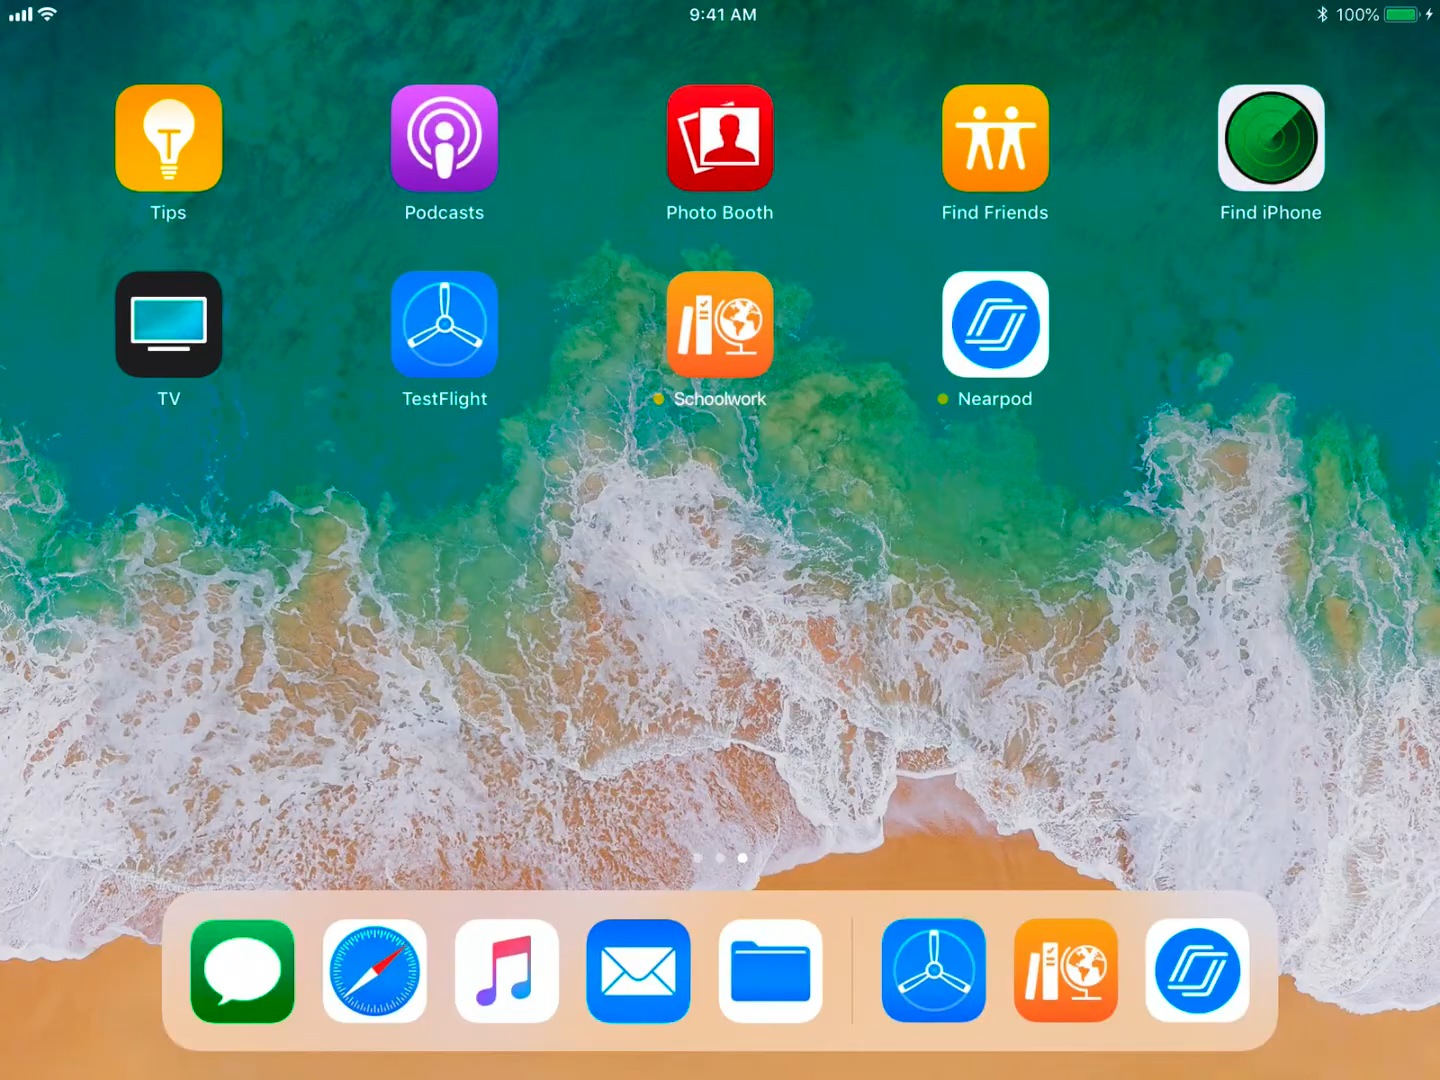 9:41 AM
100%
Tips
Podcasts
Photo Booth
Find Friends
Find iPhone
TV
TestFlight
Schoolwork
Nearpod